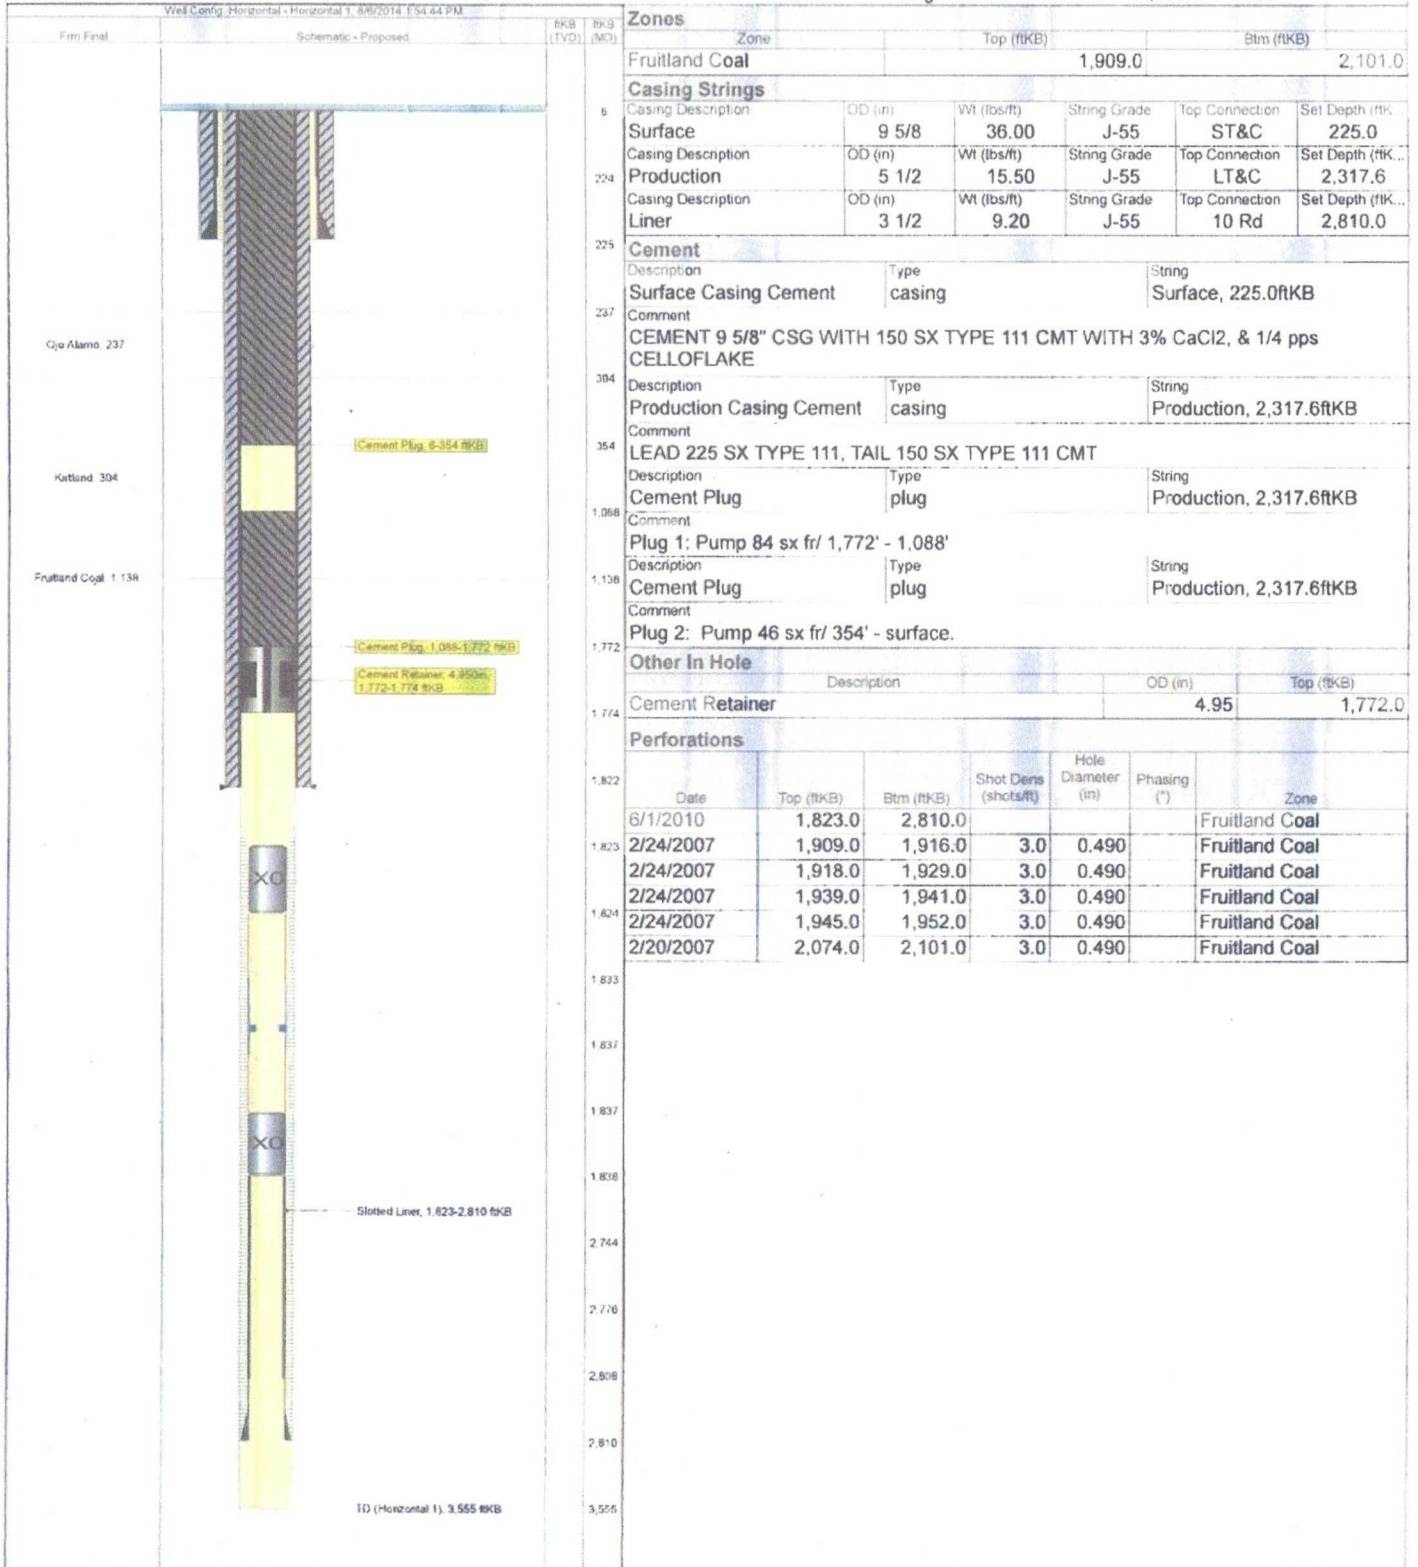 Well Config: Horizontal - Horizontal 1, 8/6/2014 1:54:44 PM
Frm Final
Schematic - Proposed
ftKB (TVD)
ftKB (MD)
6
224
225
237
Ojo Alamo, 237
304
Cement Plug, 6-354 ftKB
354
Kirtland, 304
1,088
Fruitland Coal, 1,138
1,138
Cement Plug, 1,088-1,772 ftKB
1,772
Cement Retainer, 4.950in,
1,772-1,774 ftKB
1,774
1,822
1,823
XO
1,824
1,833
1,837
1,837
XO
1,838
Slotted Liner, 1,823-2,810 ftKB
2,744
2,776
2,808
2,810
TD (Horizontal 1), 3,555 ftKB
3,555
Zones
Zone Top (ftKB) Btm (ftKB)
Fruitland Coal 1,909.0 2,101.0
Casing Strings
Casing Description OD (in) Wt (lbs/ft) String Grade Top Connection Set Depth (ftK...
Surface 9 5/8 36.00 J-55 ST&C 225.0
Casing Description OD (in) Wt (lbs/ft) String Grade Top Connection Set Depth (ftK...
Production 5 1/2 15.50 J-55 LT&C 2,317.6
Casing Description OD (in) Wt (lbs/ft) String Grade Top Connection Set Depth (ftK...
Liner 3 1/2 9.20 J-55 10 Rd 2,810.0
Cement
Description Type String
Surface Casing Cement casing Surface, 225.0ftKB
Comment
CEMENT 9 5/8" CSG WITH 150 SX TYPE 111 CMT WITH 3% CaCl2, & 1/4 pps
CELLOFLAKE
Description Type String
Production Casing Cement casing Production, 2,317.6ftKB
Comment
LEAD 225 SX TYPE 111, TAIL 150 SX TYPE 111 CMT
Description Type String
Cement Plug plug Production, 2,317.6ftKB
Comment
Plug 1: Pump 84 sx fr/ 1,772' - 1,088'
Description Type String
Cement Plug plug Production, 2,317.6ftKB
Comment
Plug 2: Pump 46 sx fr/ 354' - surface.
Other In Hole
Description OD (in) Top (ftKB)
Cement Retainer 4.95 1,772.0
Perforations
Date Top (ftKB) Btm (ftKB) Shot Dens (shots/ft) Hole Diameter (in) Phasing (°) Zone
6/1/2010 1,823.0 2,810.0 Fruitland Coal
2/24/2007 1,909.0 1,916.0 3.0 0.490 Fruitland Coal
2/24/2007 1,918.0 1,929.0 3.0 0.490 Fruitland Coal
2/24/2007 1,939.0 1,941.0 3.0 0.490 Fruitland Coal
2/24/2007 1,945.0 1,952.0 3.0 0.490 Fruitland Coal
2/20/2007 2,074.0 2,101.0 3.0 0.490 Fruitland Coal